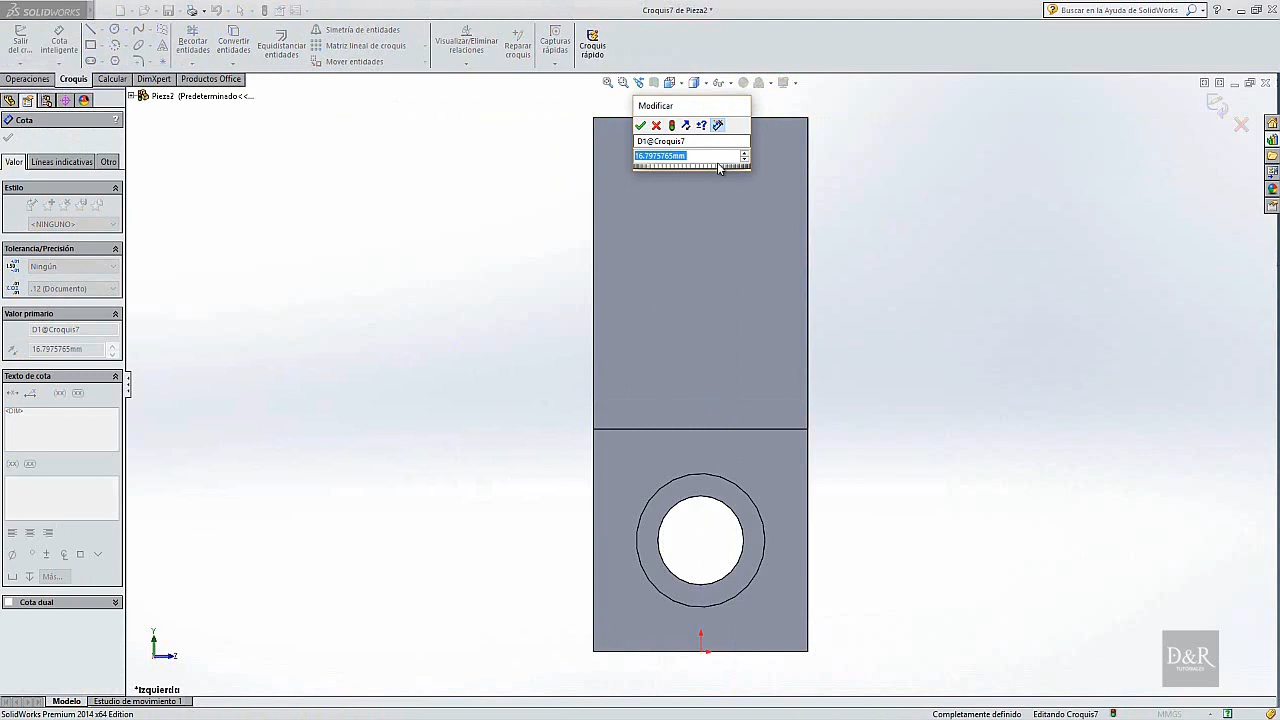 SOLIDWORKS
Croquis7 de Pieza2 *
Buscar en la Ayuda de SolidWorks
Salir del cr...
Cota inteligente
Recortar entidades
Convertir entidades
Equidistanciar entidades
Simetría de entidades
Matriz lineal de croquis
Mover entidades
Visualizar/Eliminar relaciones
Reparar croquis
Capturas rápidas
Croquis rápido
Operaciones
Croquis
Calcular
DimXpert
Productos Office
Pieza2 (Predeterminado<<...
Cota
Valor
Líneas indicativas
Otro
Estilo
<NINGUNO>
Tolerancia/Precisión
Ningún
.12 (Documento)
Valor primario
D1@Croquis7
16.7975765mm
Texto de cota
<DIM>
Más...
Cota dual
Modificar
D1@Croquis7
16.7975765mm
Y
Z
*Izquierda
D&R
TUTORIALES
Modelo
Estudio de movimiento 1
SolidWorks Premium 2014 x64 Edition
Completamente definido
Editando Croquis7
MMGS